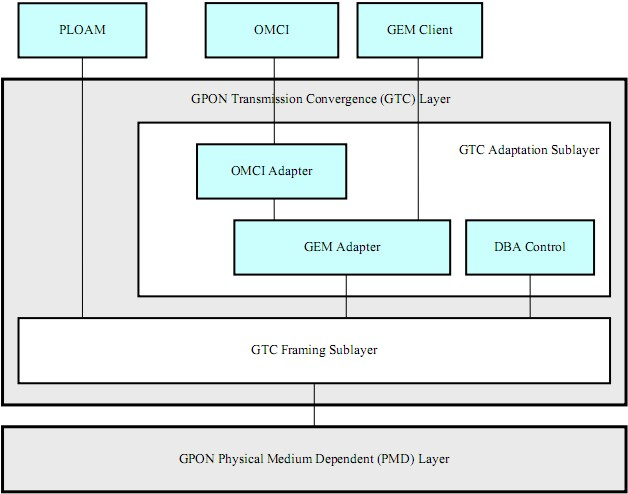 PLOAM
OMCI
GEM Client
GPON Transmission Convergence (GTC) Layer
GTC Adaptation Sublayer
OMCI Adapter
GEM Adapter
DBA Control
GTC Framing Sublayer
GPON Physical Medium Dependent (PMD) Layer